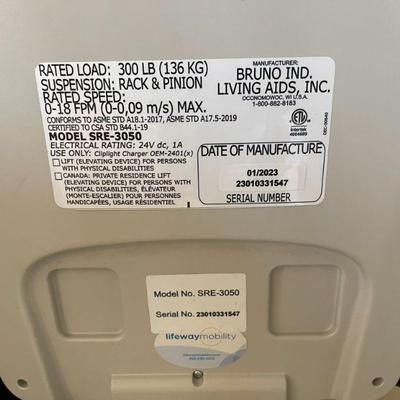 RATED LOAD: 300 LB (136 KG)
SUSPENSION: RACK & PINION
RATED SPEED:
0-18 FPM (0-0,09 m/s) MAX.
CONFORMS TO ASME STD A18.1-2017, ASME STD A17.5-2019
CERTIFIED TO CSA STD B44.1-19
MODEL SRE-3050
ELECTRICAL RATING: 24V dc, 1A
USE ONLY: Cliplight Charger OEM-2401(x)
LIFT (ELEVATING DEVICE) FOR PERSONS
WITH PHYSICAL DISABILITIES
CANADA: PRIVATE RESIDENCE LIFT
(ELEVATING DEVICE) FOR PERSONS WITH
PHYSICAL DISABILITIES, ÉLÉVATEUR
(MONTE-ESCALIER) POUR PERSONNES
HANDICAPÉES, USAGE RÉSIDENTIEL
BRUNO IND.
LIVING AIDS, INC.
OCONOMOWOC, WI U.S.A.
1-800-882-8183
ETL
Intertek
DATE OF MANUFACTURE
01/2023
23010331547
SERIAL NUMBER
Model No. SRE-3050
Serial No. 23010331547
lifewaymobility